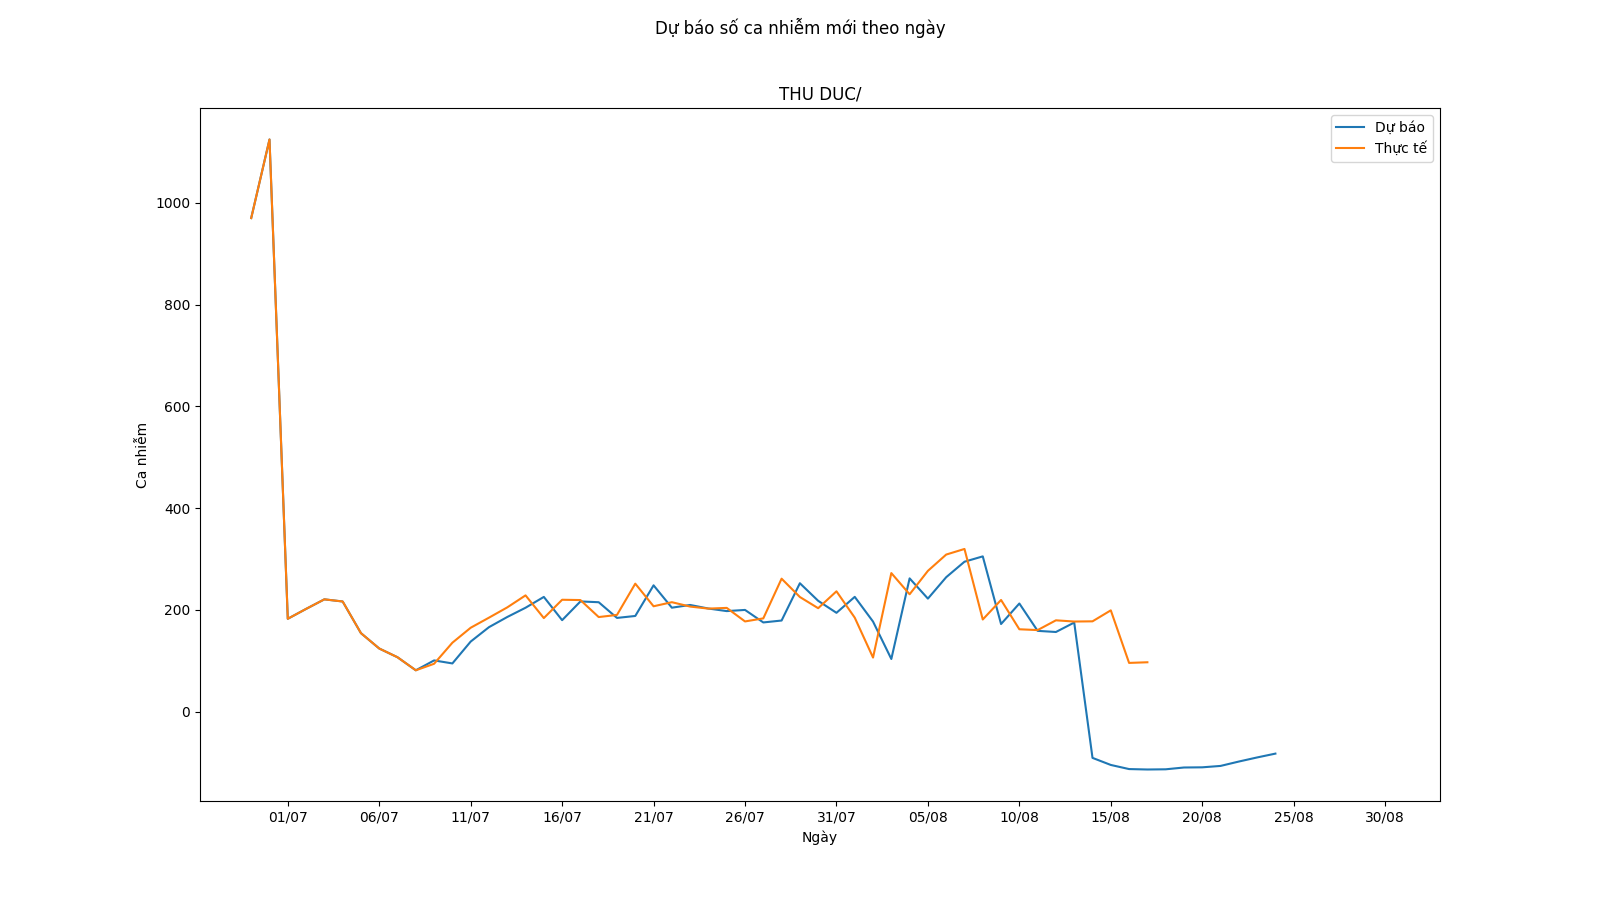 Dự báo số ca nhiễm mới theo ngày
THU DUC/
Dự báo
Thực tế
1000
800
600
400
200
0
Ca nhiễm
01/07 06/07 11/07 16/07 21/07 26/07 31/07 05/08 10/08 15/08 20/08 25/08 30/08
Ngày